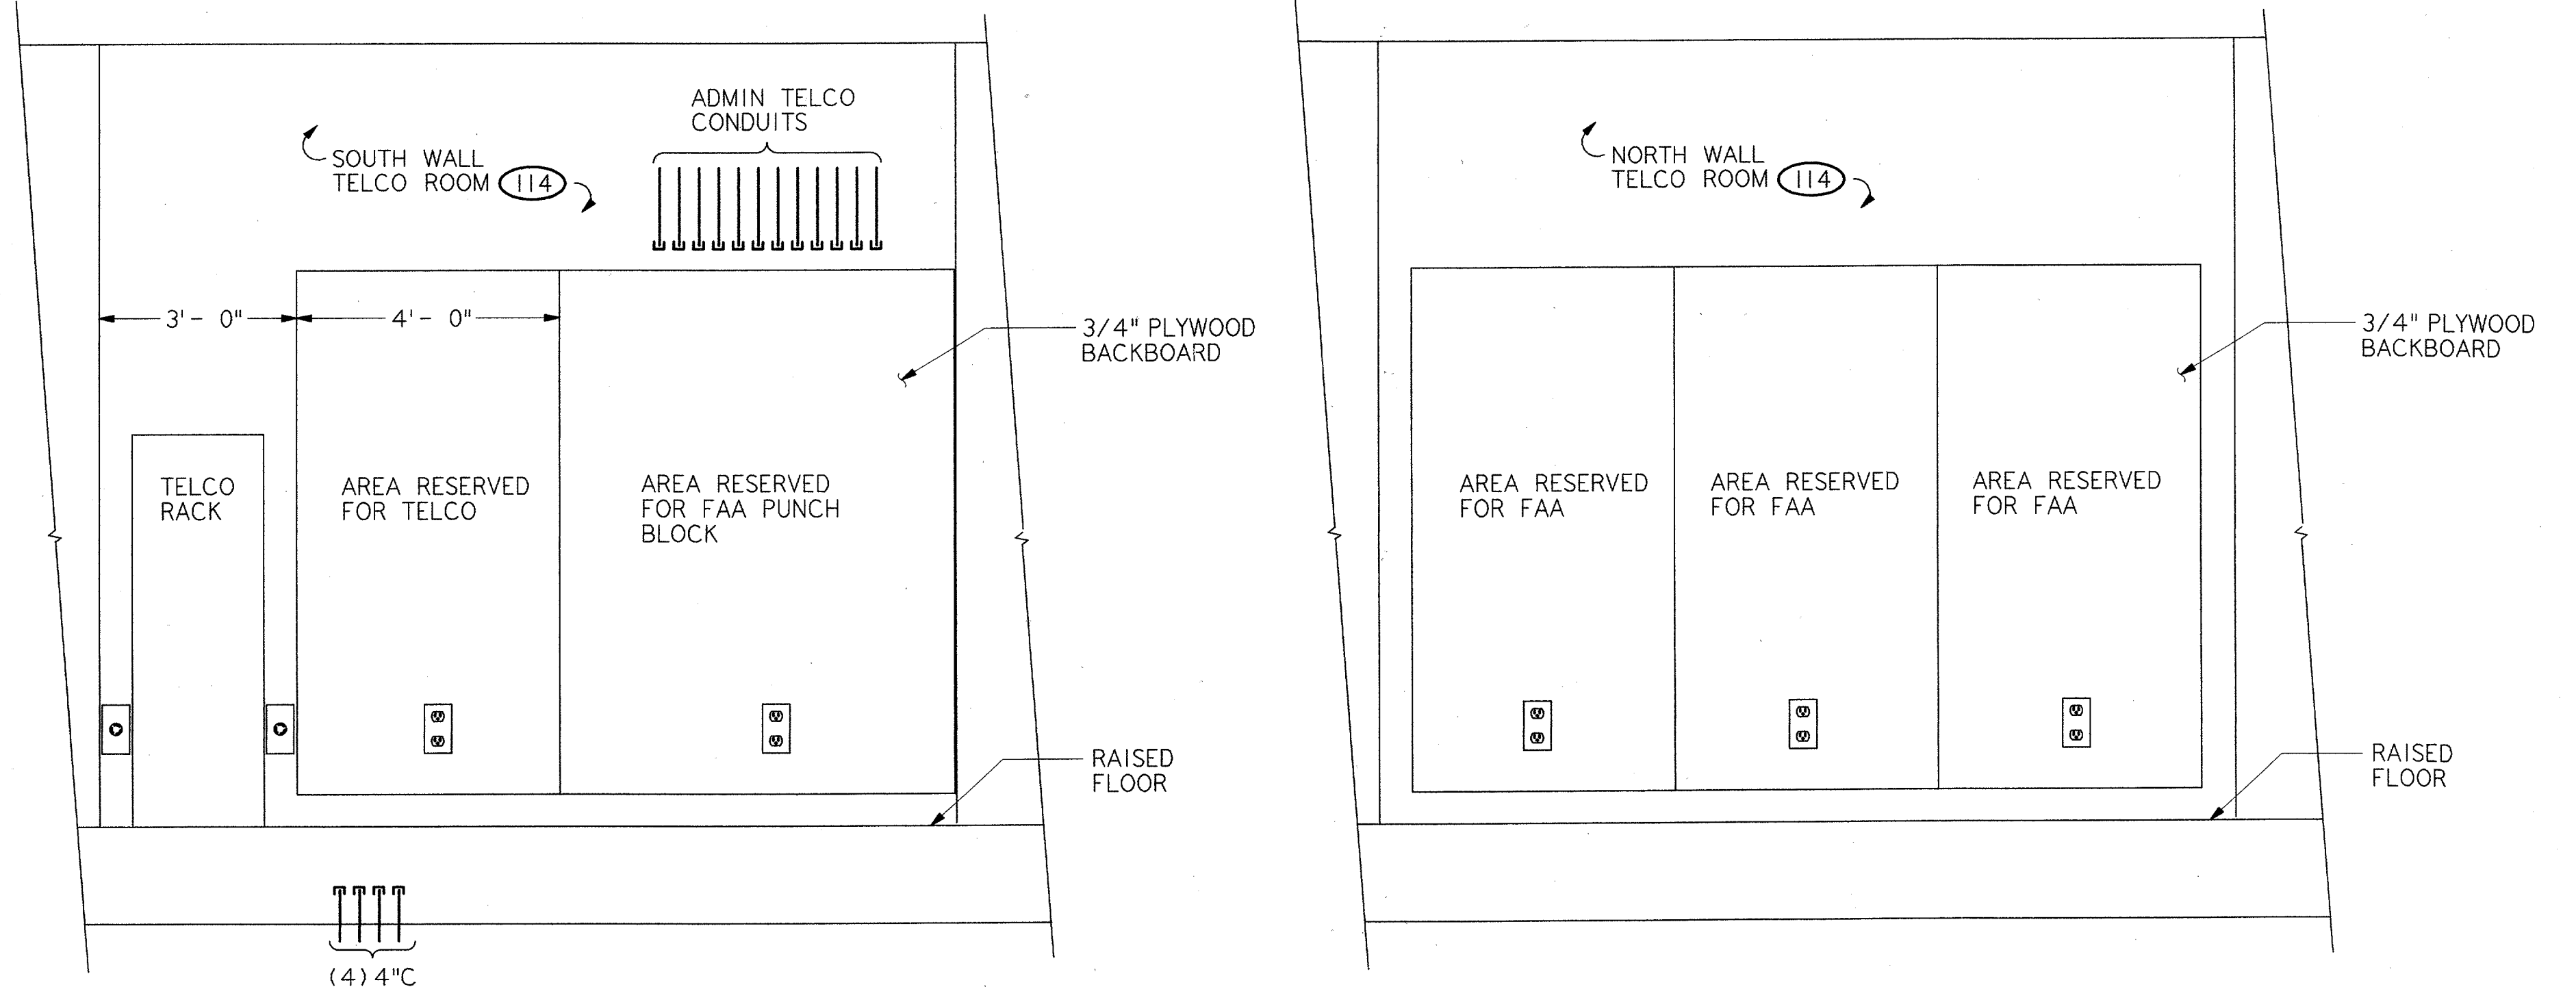 ADMIN TELCO
CONDUITS
SOUTH WALL
TELCO ROOM 114
3'- 0"
4'- 0"
3/4" PLYWOOD
BACKBOARD
TELCO
RACK
AREA RESERVED
FOR TELCO
AREA RESERVED
FOR FAA PUNCH
BLOCK
RAISED
FLOOR
(4) 4"C
NORTH WALL
TELCO ROOM 114
3/4" PLYWOOD
BACKBOARD
AREA RESERVED
FOR FAA
AREA RESERVED
FOR FAA
AREA RESERVED
FOR FAA
RAISED
FLOOR